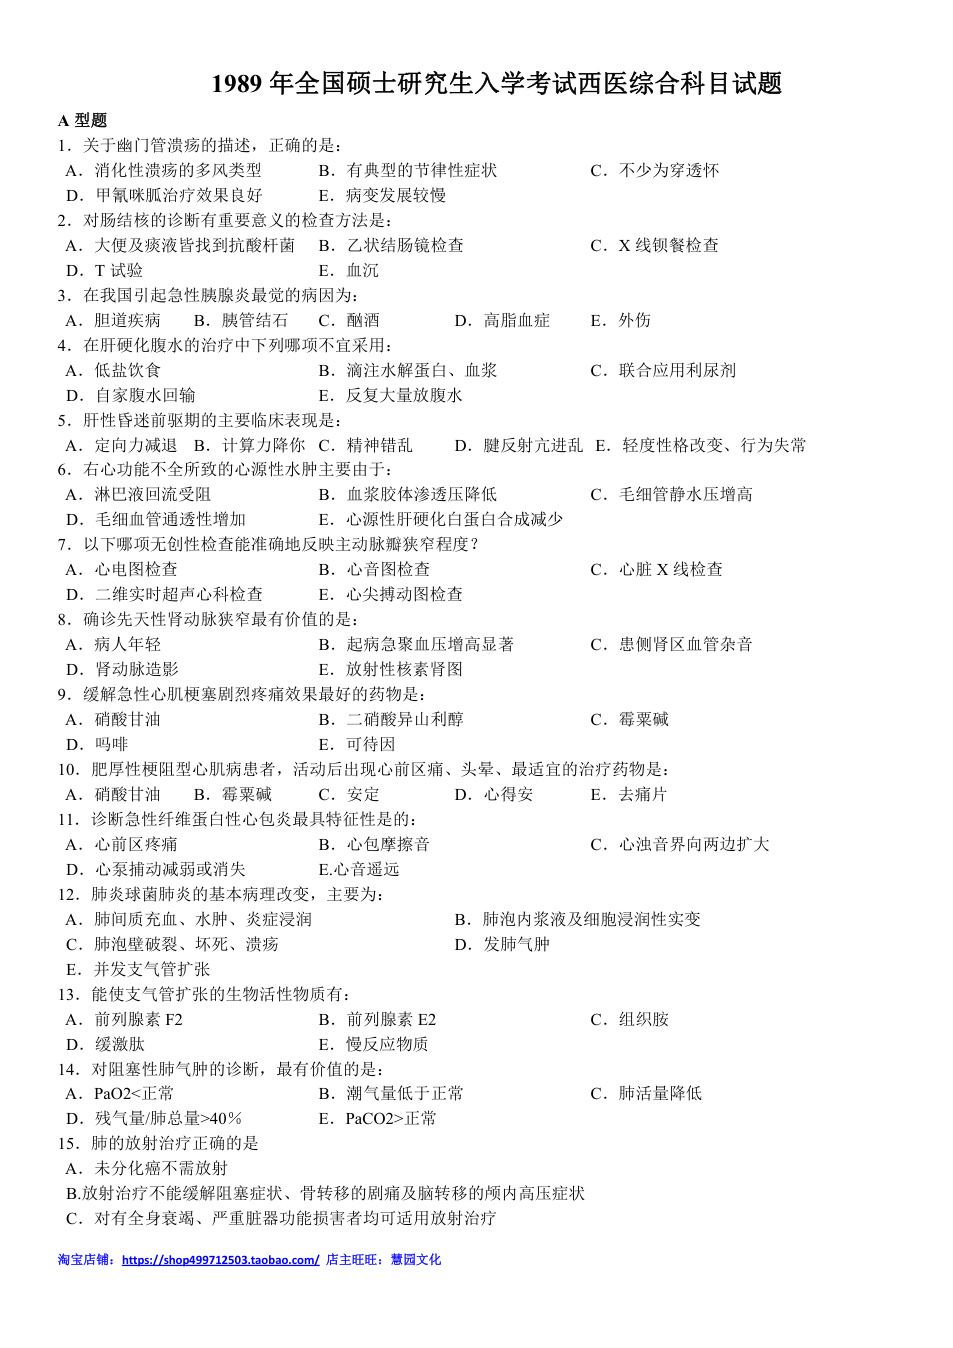 1989 年全国硕士研究生入学考试西医综合科目试题
A 型题
1．关于幽门管溃疡的描述，正确的是：
A．消化性溃疡的多风类型 B．有典型的节律性症状 C．不少为穿透怀
D．甲氰咪胍治疗效果良好 E．病变发展较慢
2．对肠结核的诊断有重要意义的检查方法是：
A．大便及痰液皆找到抗酸杆菌 B．乙状结肠镜检查 C．X 线钡餐检查
D．T 试验 E．血沉
3．在我国引起急性胰腺炎最觉的病因为：
A．胆道疾病 B．胰管结石 C．酗酒 D．高脂血症 E．外伤
4．在肝硬化腹水的治疗中下列哪项不宜采用：
A．低盐饮食 B．滴注水解蛋白、血浆 C．联合应用利尿剂
D．自家腹水回输 E．反复大量放腹水
5．肝性昏迷前驱期的主要临床表现是：
A．定向力减退 B．计算力降你 C．精神错乱 D．腱反射亢进乱 E．轻度性格改变、行为失常
6．右心功能不全所致的心源性水肿主要由于：
A．淋巴液回流受阻 B．血浆胶体渗透压降低 C．毛细管静水压增高
D．毛细血管通透性增加 E．心源性肝硬化白蛋白合成减少
7．以下哪项无创性检查能准确地反映主动脉瓣狭窄程度？
A．心电图检查 B．心音图检查 C．心脏 X 线检查
D．二维实时超声心科检查 E．心尖搏动图检查
8．确诊先天性肾动脉狭窄最有价值的是：
A．病人年轻 B．起病急聚血压增高显著 C．患侧肾区血管杂音
D．肾动脉造影 E．放射性核素肾图
9．缓解急性心肌梗塞剧烈疼痛效果最好的药物是：
A．硝酸甘油 B．二硝酸异山利醇 C．霉粟碱
D．吗啡 E．可待因
10．肥厚性梗阻型心肌病患者，活动后出现心前区痛、头晕、最适宜的治疗药物是：
A．硝酸甘油 B．霉粟碱 C．安定 D．心得安 E．去痛片
11．诊断急性纤维蛋白性心包炎最具特征性是的：
A．心前区疼痛 B．心包摩擦音 C．心浊音界向两边扩大
D．心泵捕动减弱或消失 E.心音遥远
12．肺炎球菌肺炎的基本病理改变，主要为：
A．肺间质充血、水肿、炎症浸润 B．肺泡内浆液及细胞浸润性实变
C．肺泡壁破裂、坏死、溃疡 D．发肺气肿
E．并发支气管扩张
13．能使支气管扩张的生物活性物质有：
A．前列腺素 F2 B．前列腺素 E2 C．组织胺
D．缓激肽 E．慢反应物质
14．对阻塞性肺气肿的诊断，最有价值的是：
A．PaO2<正常 B．潮气量低于正常 C．肺活量降低
D．残气量/肺总量>40％ E．PaCO2>正常
15．肺的放射治疗正确的是
A．未分化癌不需放射
B.放射治疗不能缓解阻塞症状、骨转移的剧痛及脑转移的颅内高压症状
C．对有全身衰竭、严重脏器功能损害者均可适用放射治疗
淘宝店铺：https://shop499712503.taobao.com/ 店主旺旺：慧园文化